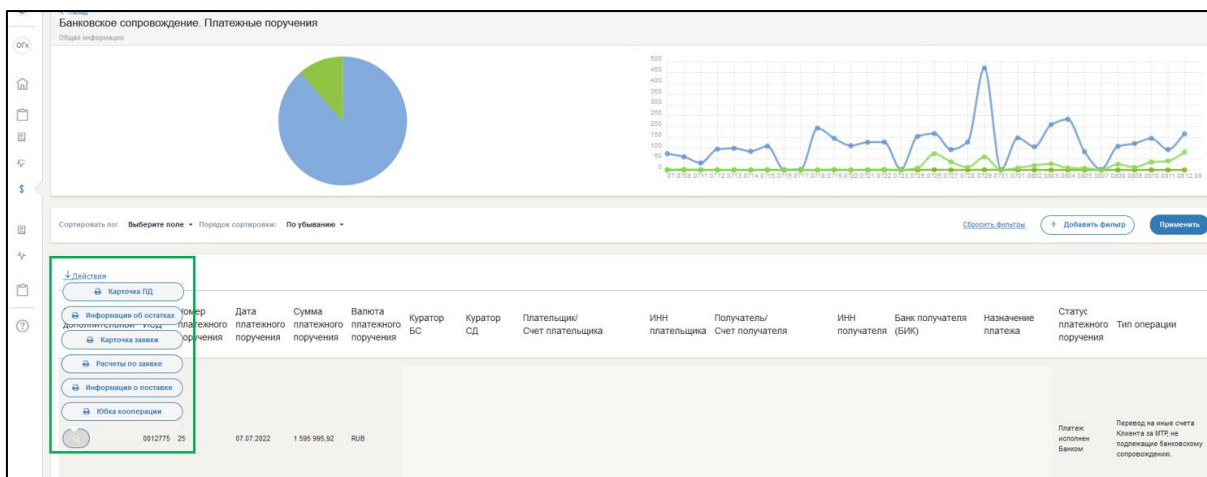 Назад
Банковское сопровождение. Платежные поручения
Общая информация
ОГк
500
450
400
350
300
250
200
150
100
50
0
Сортировать по: Выберите поле Порядок сортировки: По убыванию
Сбросить фильтры
+ Добавить фильтр
Применить
Действия
Карточка ПД
Информация об остатках
Карточка заявки
Расчеты по заявке
Информация о поставке
Юбка кооперации
дополнительной
Номер
платежного
поручения
Дата
платежного
поручения
Сумма
платежного
поручения
Валюта
платежного
поручения
Куратор
БС
Куратор
СД
Плательщик/
Счет плательщика
ИНН
плательщика
Получатель/
Счет получателя
ИНН
получателя
Банк получателя
(БИК)
Назначение
платежа
Статус
платежного
поручения
Тип операции
0012775 25 07.07.2022 1 595 995,92 RUB
Платеж
исполнен
Банком
Перевод на иные счета
Клиента за МТР, не
подлежащие банковскому
сопровождению.